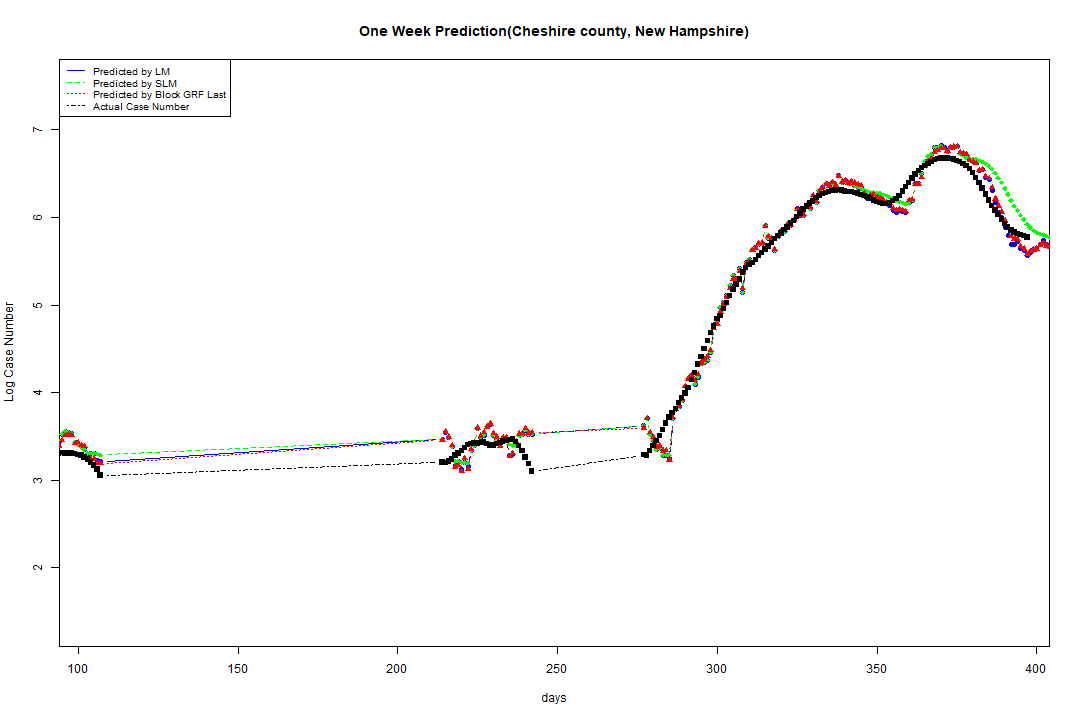 One Week Prediction(Cheshire county, New Hampshire)
Predicted by LM
Predicted by SLM
Predicted by Block GRF Last
Actual Case Number
7
6
5
4
3
2
Log Case Number
100 150 200 250 300 350 400
days